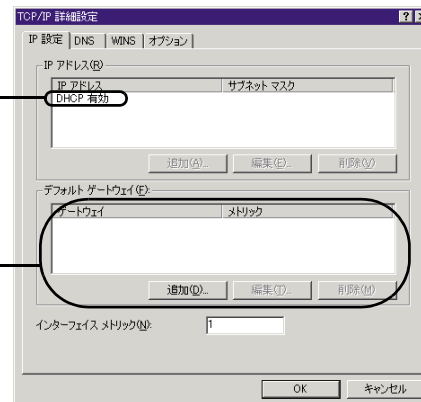 TCP/IP 詳細設定
IP 設定 DNS WINS オプション
IP アドレス(R)
IP アドレス サブネット マスク
DHCP 有効
追加(A)... 編集(E)... 削除(V)
デフォルト ゲートウェイ(F):
ゲートウェイ メトリック
追加(D)... 編集(T)... 削除(M)
インターフェイス メトリック(N): 1
OK キャンセル